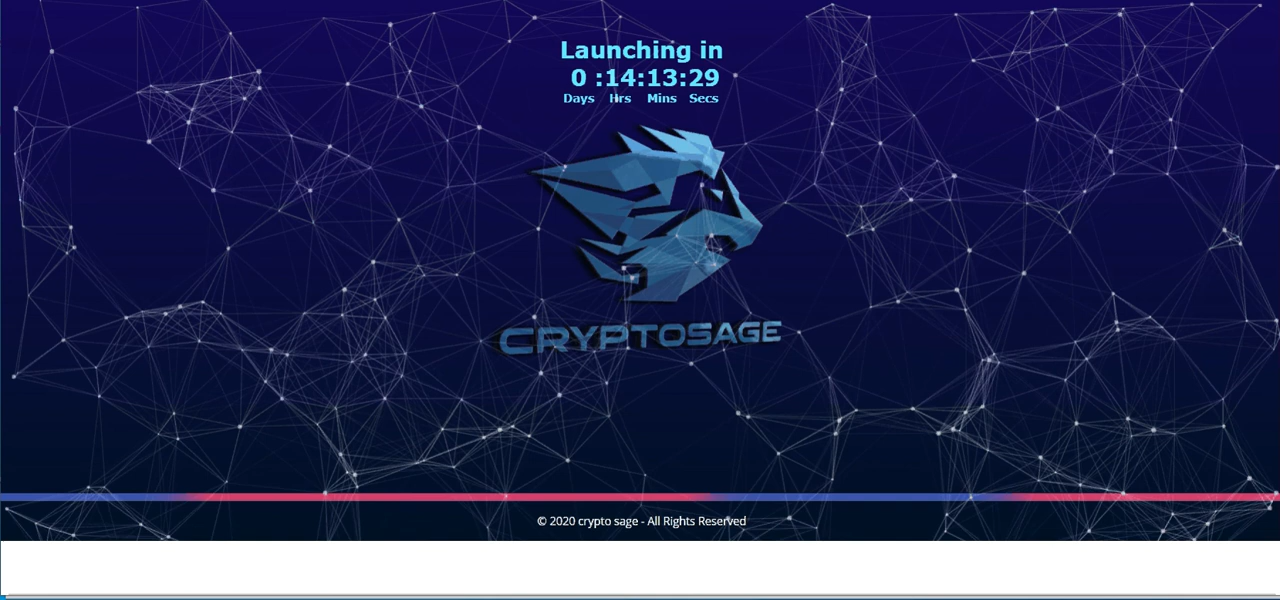 Launching in
0 :14:13:29
Days Hrs Mins Secs
CRYPTOSAGE
© 2020 crypto sage - All Rights Reserved